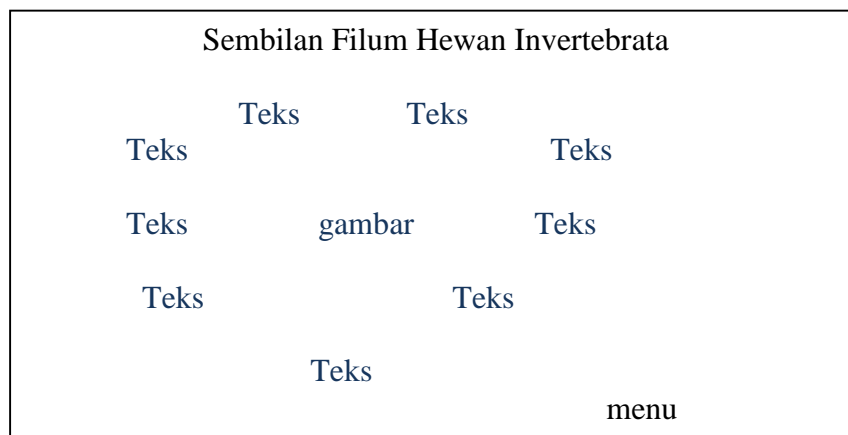 Sembilan Filum Hewan Invertebrata
Teks Teks
Teks Teks
Teks gambar Teks
Teks Teks
Teks
menu